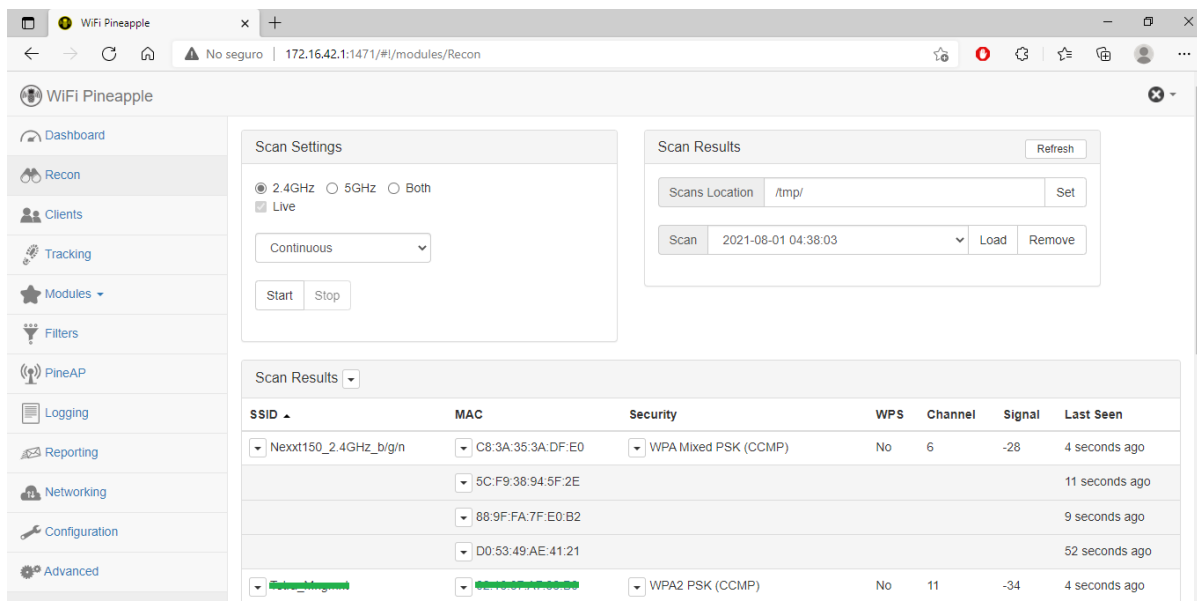 WiFi Pineapple
No seguro | 172.16.42.1:1471/#!/modules/Recon
WiFi Pineapple
Dashboard
Recon
Clients
Tracking
Modules
Filters
PineAP
Logging
Reporting
Networking
Configuration
Advanced
Scan Settings
2.4GHz 5GHz Both
Live
Continuous
Start Stop
Scan Results Refresh
Scans Location /tmp/ Set
Scan 2021-08-01 04:38:03 Load Remove
Scan Results
SSID MAC Security WPS Channel Signal Last Seen
Nexxt150_2.4GHz_b/g/n C8:3A:35:3A:DF:E0 WPA Mixed PSK (CCMP) No 6 -28 4 seconds ago
5C:F9:38:94:5F:2E 11 seconds ago
88:9F:FA:7F:E0:B2 9 seconds ago
D0:53:49:AE:41:21 52 seconds ago
WPA2 PSK (CCMP) No 11 -34 4 seconds ago